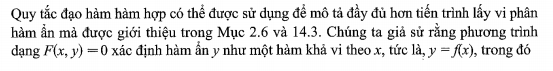 Quy tắc đạo hàm hàm hợp có thể được sử dụng để mô tả đầy đủ hơn tiến trình lấy vi phân
hàm ẩn mà được giới thiệu trong Mục 2.6 và 14.3. Chúng ta giả sử rằng phương trình
dạng F(x, y) = 0 xác định hàm ẩn y như một hàm khả vi theo x, tức là, y = f(x), trong đó